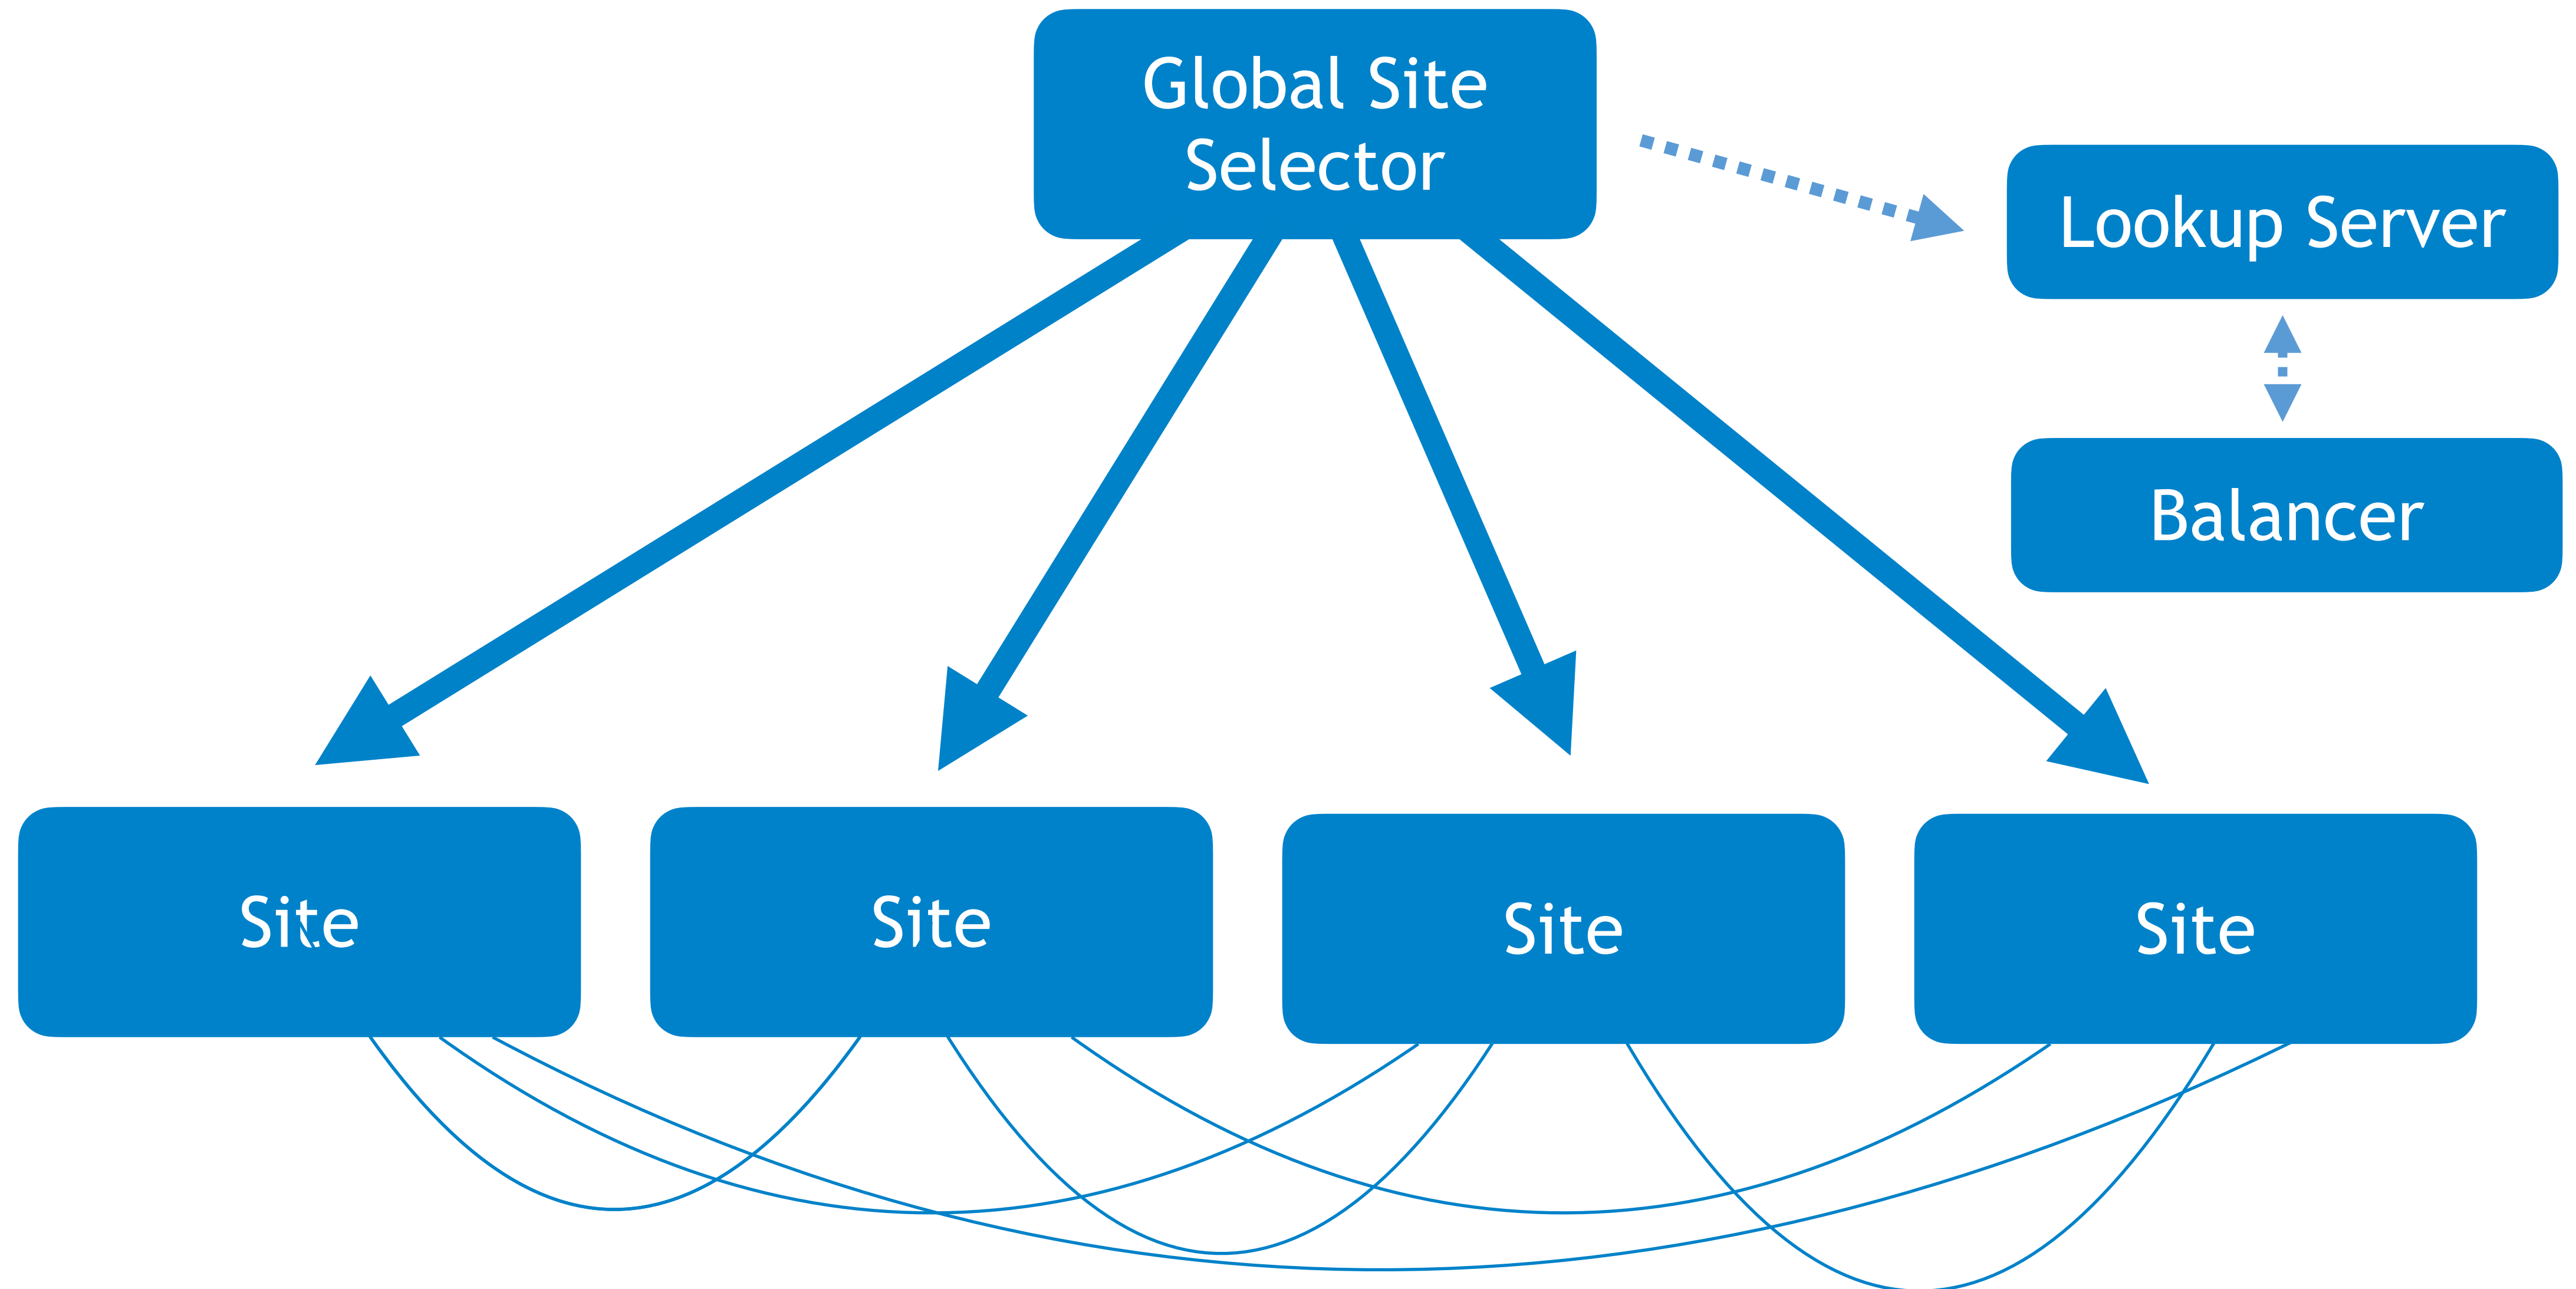 Global Site
Selector
Lookup Server
Balancer
Site
Site
Site
Site